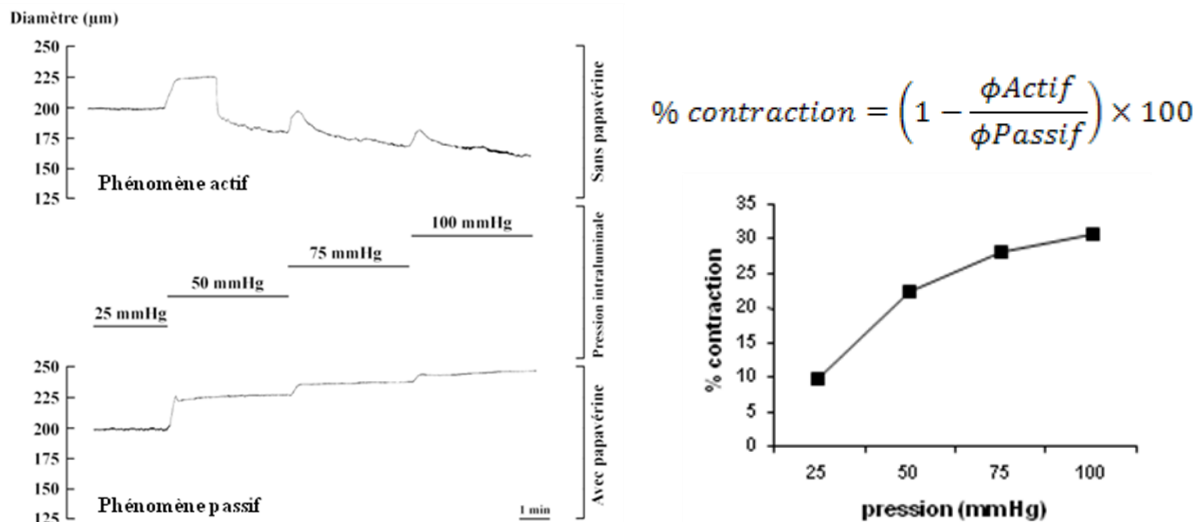 Diamètre (µm)
250
225
200
175
150
125
Phénomène actif
Sans papavérine
100 mmHg
75 mmHg
50 mmHg
25 mmHg
Pression intraluminale
250
225
200
175
150
125
Phénomène passif
1 min
Avec papavérine
% contraction = (1 − ϕActif / ϕPassif) × 100
35
30
25
20
15
10
5
0
% contraction
25 50 75 100
pression (mmHg)